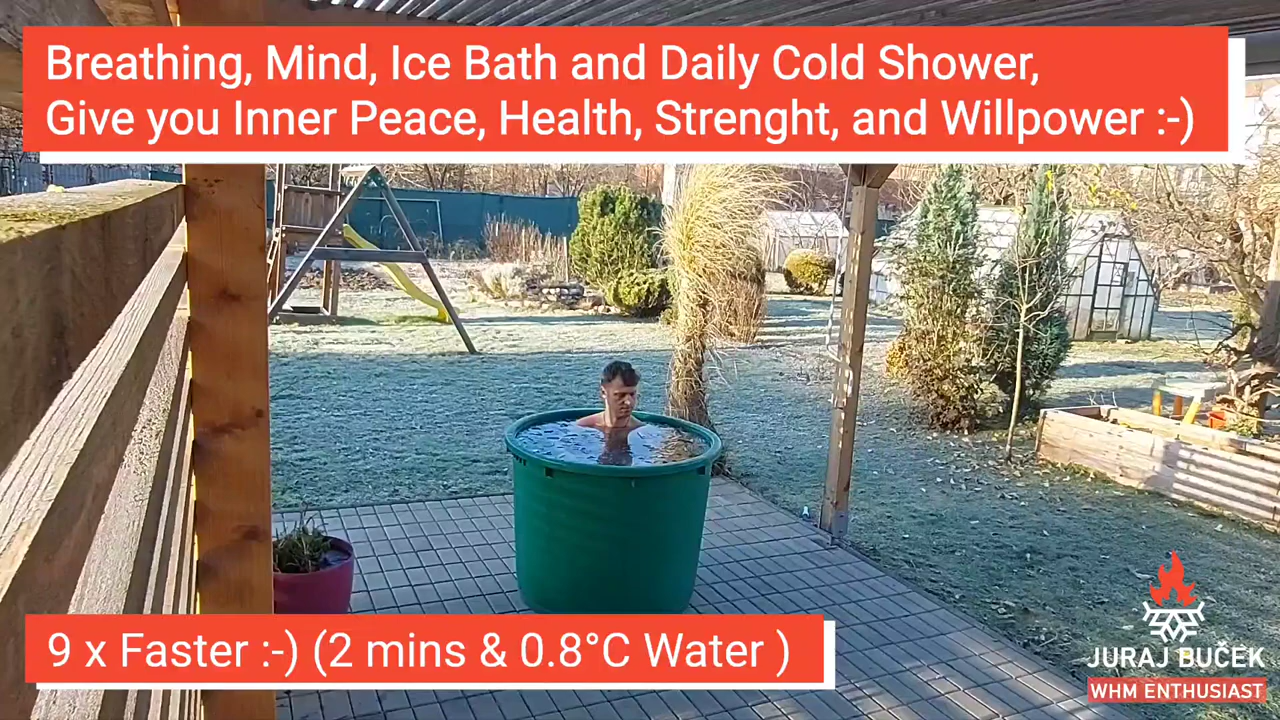 Breathing, Mind, Ice Bath and Daily Cold Shower,
Give you Inner Peace, Health, Strenght, and Willpower :-)
9 x Faster :-) (2 mins & 0.8°C Water )
JURAJ BUČEK
WHM ENTHUSIAST